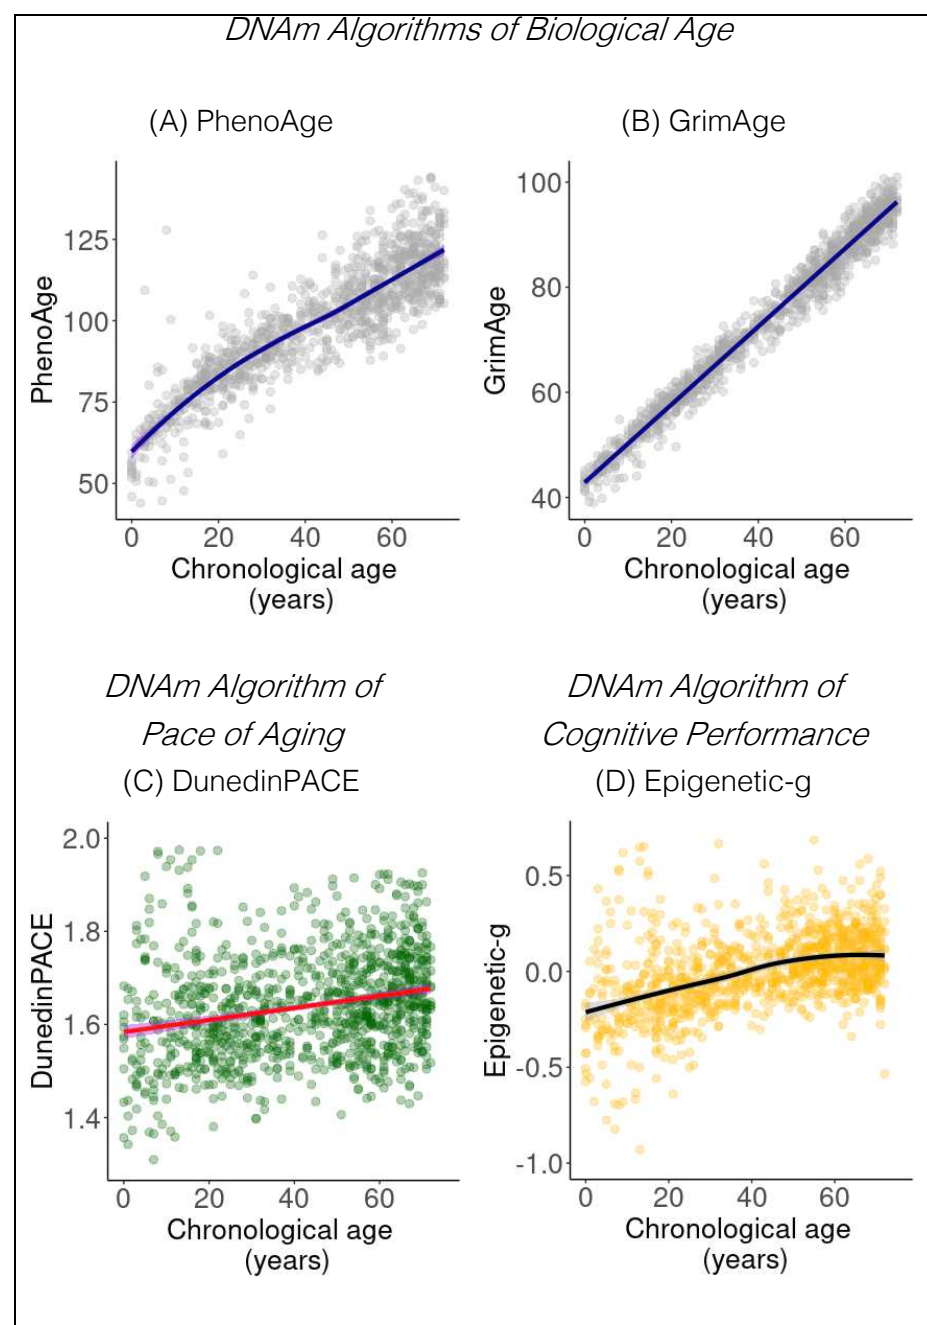 DNAm Algorithms of Biological Age
(A) PhenoAge
(B) GrimAge
PhenoAge
125
100
75
50
0 20 40 60
Chronological age
(years)
GrimAge
100
80
60
40
0 20 40 60
Chronological age
(years)
DNAm Algorithm of
Pace of Aging
(C) DunedinPACE
DNAm Algorithm of
Cognitive Performance
(D) Epigenetic-g
DunedinPACE
2.0
1.8
1.6
1.4
0 20 40 60
Chronological age
(years)
Epigenetic-g
0.5
0.0
-0.5
-1.0
0 20 40 60
Chronological age
(years)